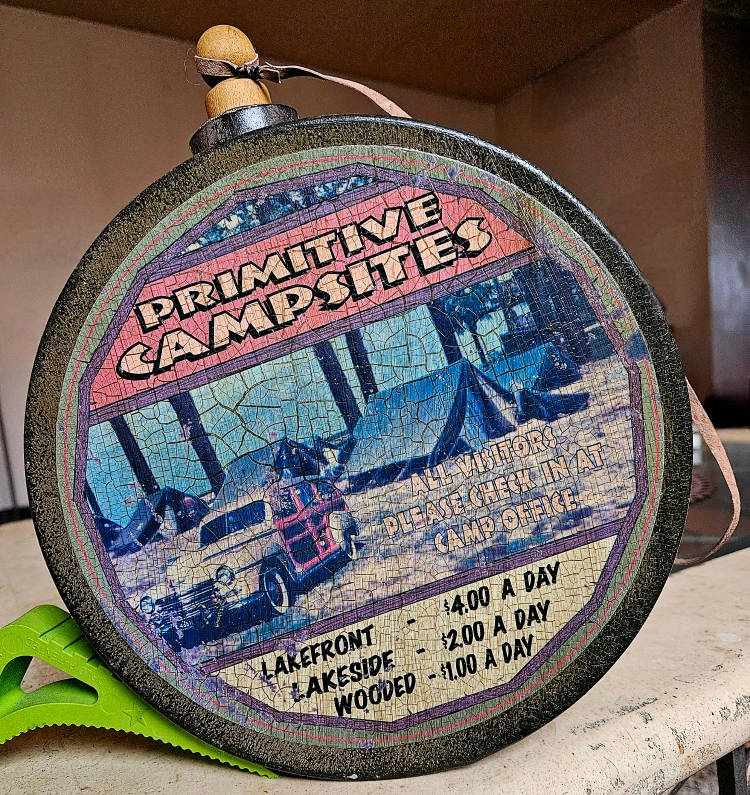 PRIMITIVE
CAMPSITES
ALL VISITORS
PLEASE CHECK IN AT
CAMP OFFICE
LAKEFRONT - $4.00 A DAY
LAKESIDE - $2.00 A DAY
WOODED - $1.00 A DAY